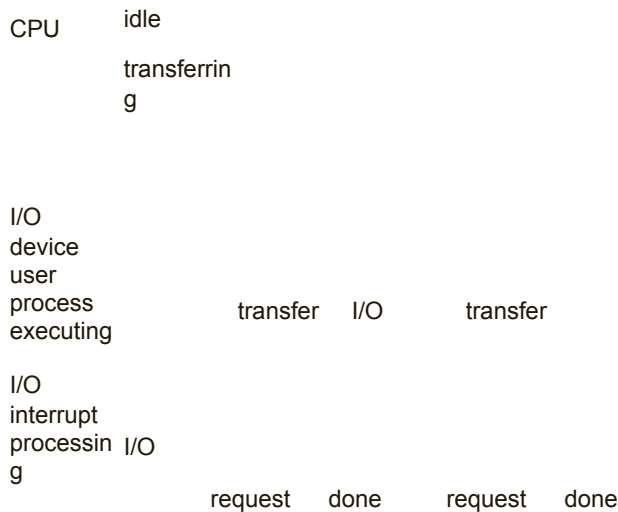 CPU
idle
transferrin
g
I/O
device
user
process
executing
transfer I/O transfer
I/O
interrupt
processin
g
I/O
request done request done